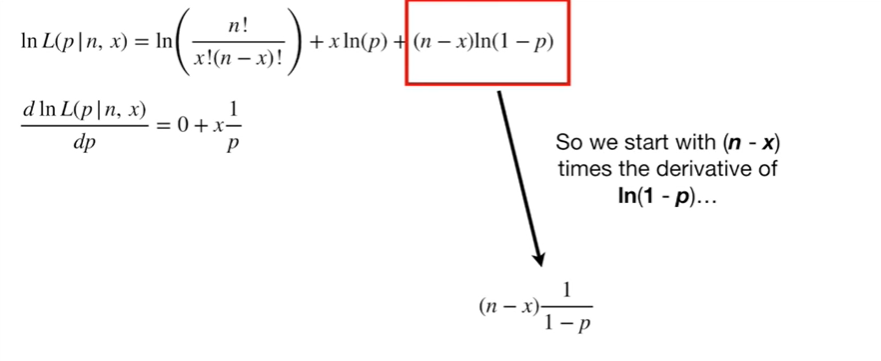 ln L(p | n, x) = ln( n! / x!(n − x)! ) + x ln(p) + (n − x)ln(1 − p)
d ln L(p | n, x) / dp = 0 + x 1/p
So we start with (n - x)
times the derivative of
ln(1 - p)…
(n − x) 1 / 1 − p